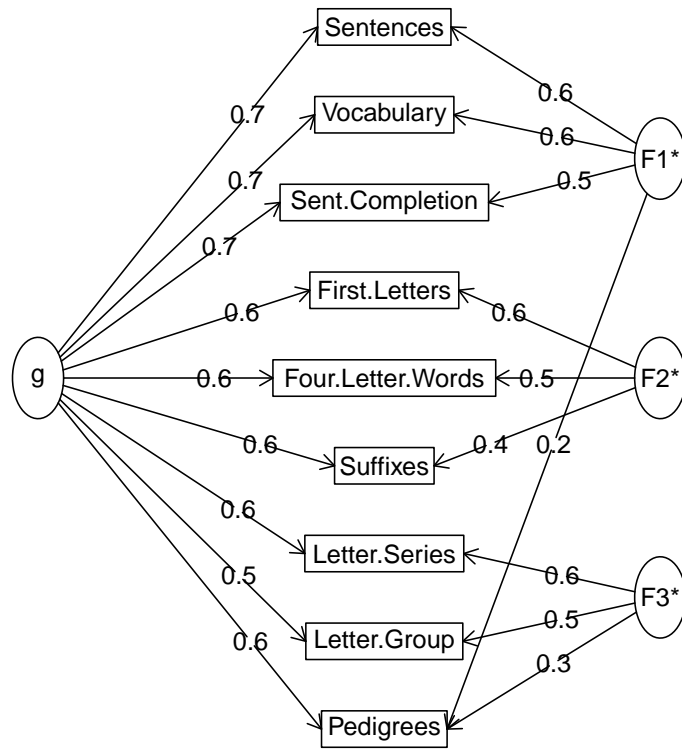 Sentences
0.6
0.7
Vocabulary
0.6
F1*
0.7
Sent.Completion
0.5
0.7
First.Letters
0.6
0.6
g
0.6
Four.Letter.Words
0.5
F2*
0.6
Suffixes
0.4
0.2
0.6
Letter.Series
0.6
0.5
F3*
0.6
Letter.Group
0.5
0.3
Pedigrees